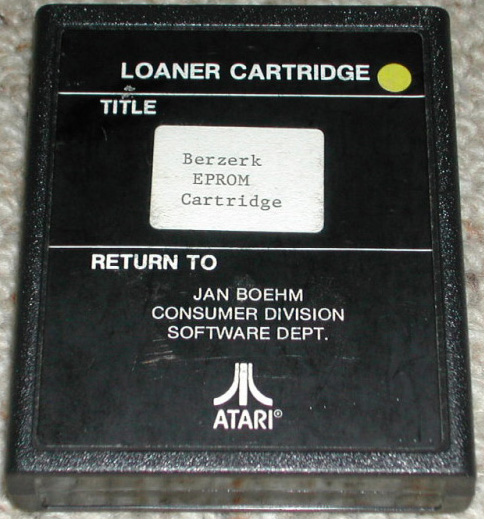 LOANER CARTRIDGE
TITLE
Berzerk
EPROM
Cartridge
RETURN TO
JAN BOEHM
CONSUMER DIVISION
SOFTWARE DEPT.
ATARI®